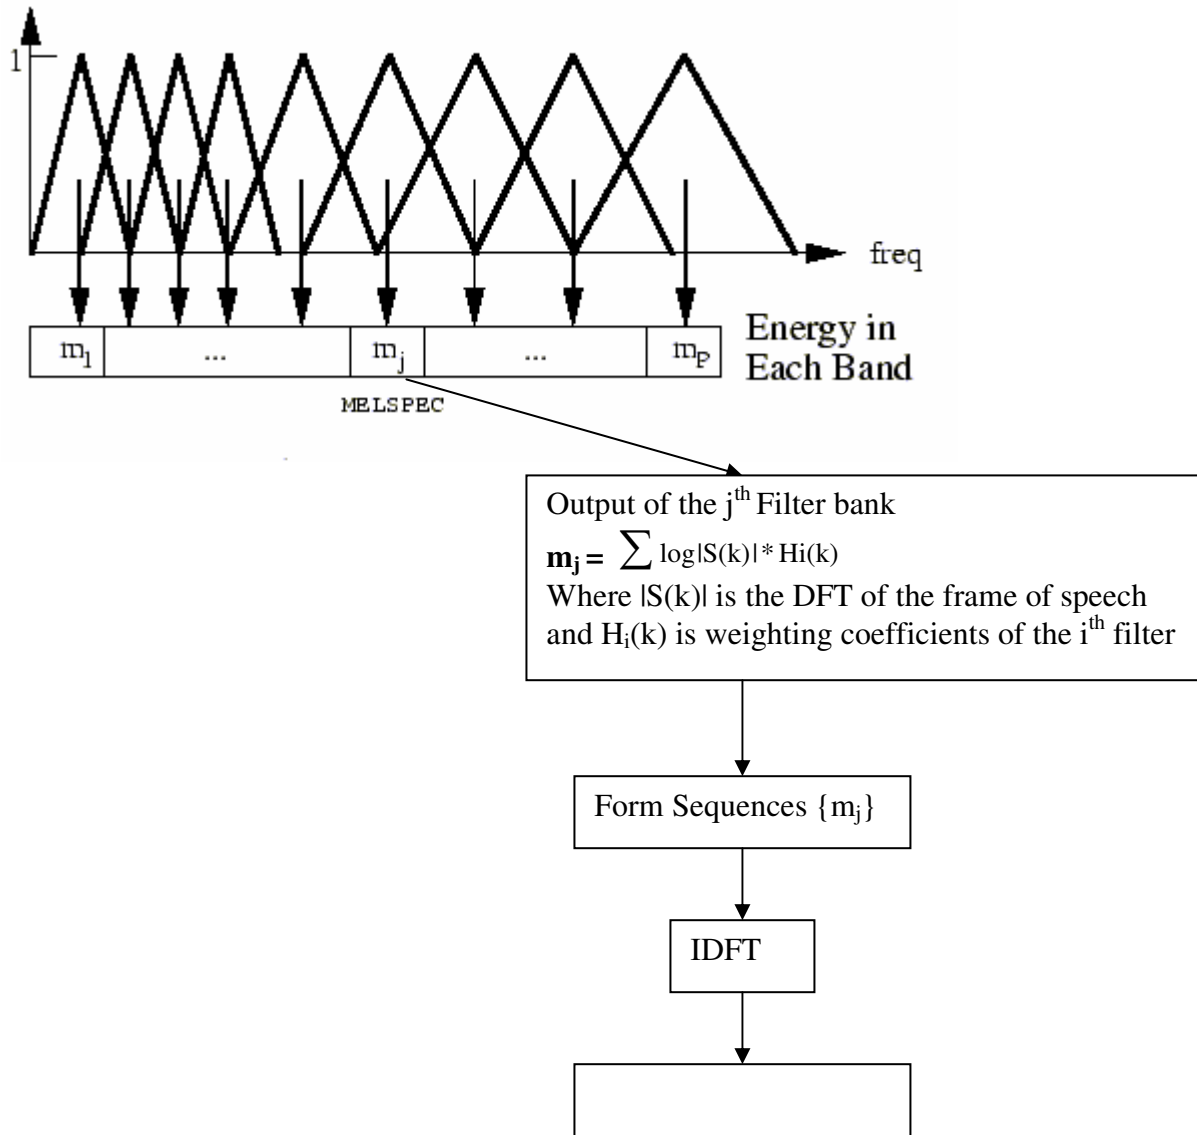 1
freq
m1 ... mj ... mP
Energy in
Each Band
MELSPEC
Output of the jth Filter bank
mj = ∑ log|S(k)| * Hi(k)
Where |S(k)| is the DFT of the frame of speech
and Hi(k) is weighting coefficients of the ith filter
Form Sequences {mj}
IDFT